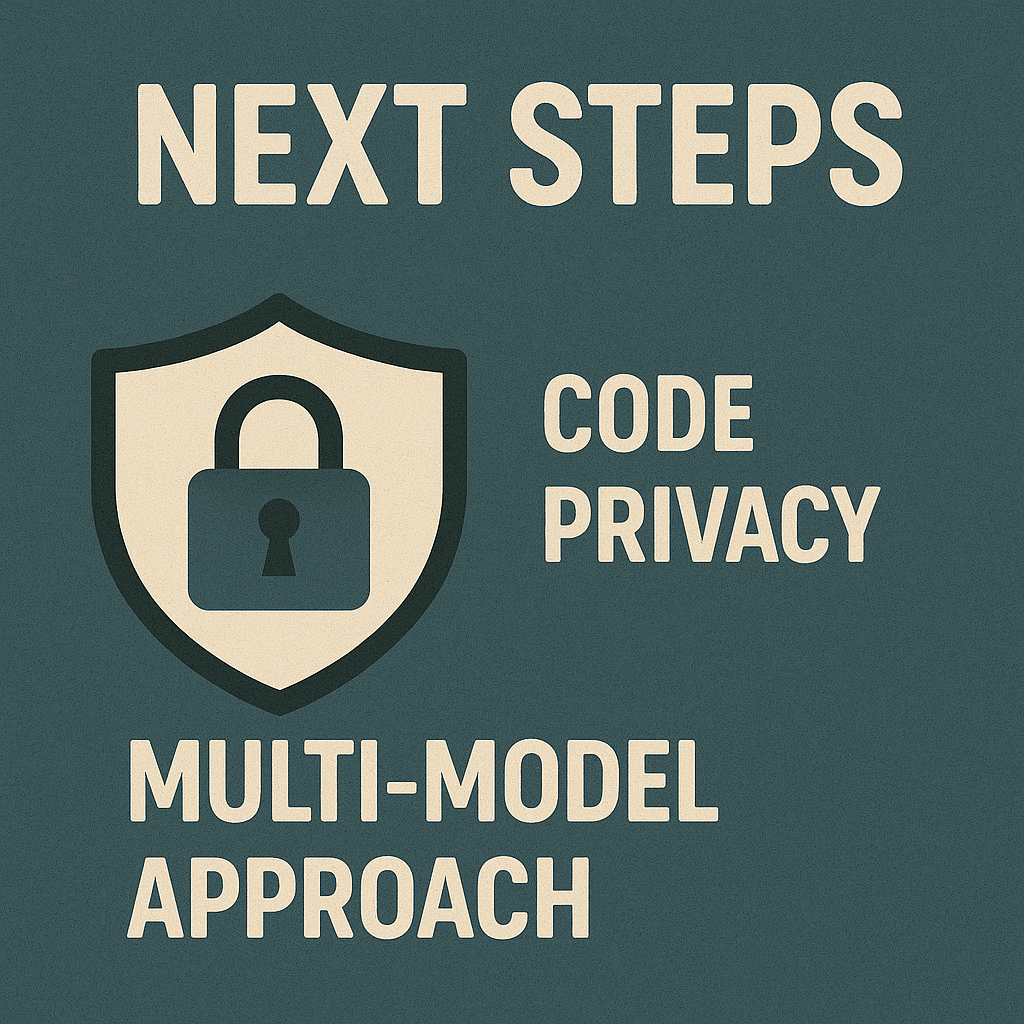 NEXT STEPS
CODE
PRIVACY
MULTI-MODEL
APPROACH